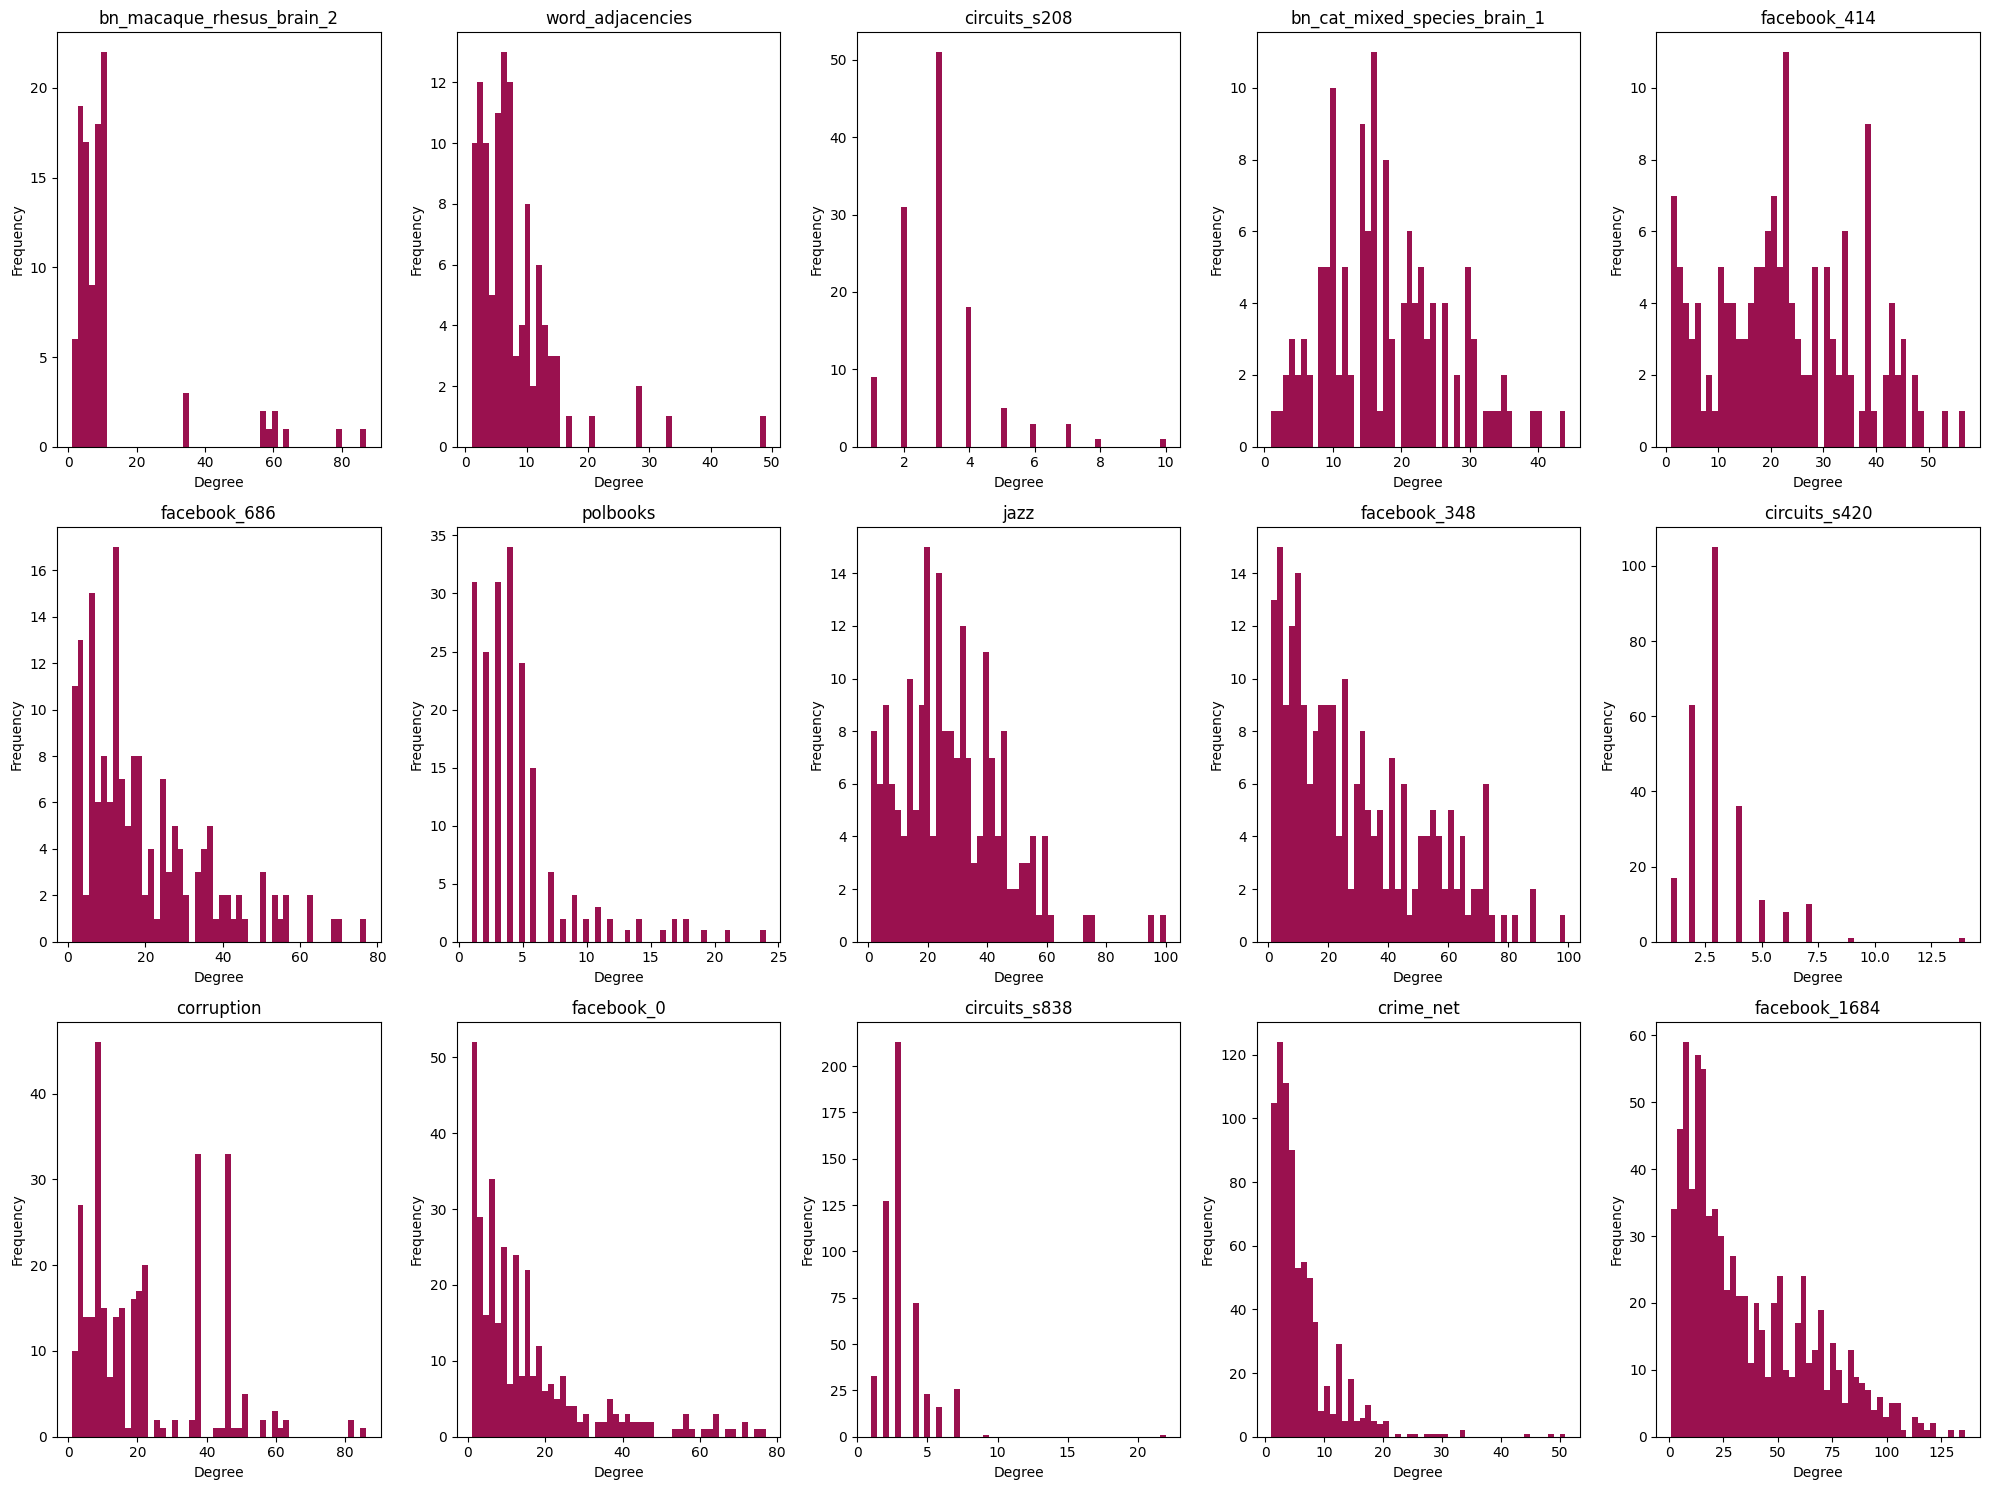 bn_macaque_rhesus_brain_2
Frequency
20
15
10
5
0
0 20 40 60 80
Degree
word_adjacencies
Frequency
12
10
8
6
4
2
0
0 10 20 30 40 50
Degree
circuits_s208
Frequency
50
40
30
20
10
0
2 4 6 8 10
Degree
bn_cat_mixed_species_brain_1
Frequency
10
8
6
4
2
0
0 10 20 30 40
Degree
facebook_414
Frequency
10
8
6
4
2
0
0 10 20 30 40 50
Degree
facebook_686
Frequency
16
14
12
10
8
6
4
2
0
0 20 40 60 80
Degree
polbooks
Frequency
35
30
25
20
15
10
5
0
0 5 10 15 20 25
Degree
jazz
Frequency
14
12
10
8
6
4
2
0
0 20 40 60 80 100
Degree
facebook_348
Frequency
14
12
10
8
6
4
2
0
0 20 40 60 80 100
Degree
circuits_s420
Frequency
100
80
60
40
20
0
2.5 5.0 7.5 10.0 12.5
Degree
corruption
Frequency
40
30
20
10
0
0 20 40 60 80
Degree
facebook_0
Frequency
50
40
30
20
10
0
0 20 40 60 80
Degree
circuits_s838
Frequency
200
175
150
125
100
75
50
25
0
0 5 10 15 20
Degree
crime_net
Frequency
120
100
80
60
40
20
0
0 10 20 30 40 50
Degree
facebook_1684
Frequency
60
50
40
30
20
10
0
0 25 50 75 100 125
Degree